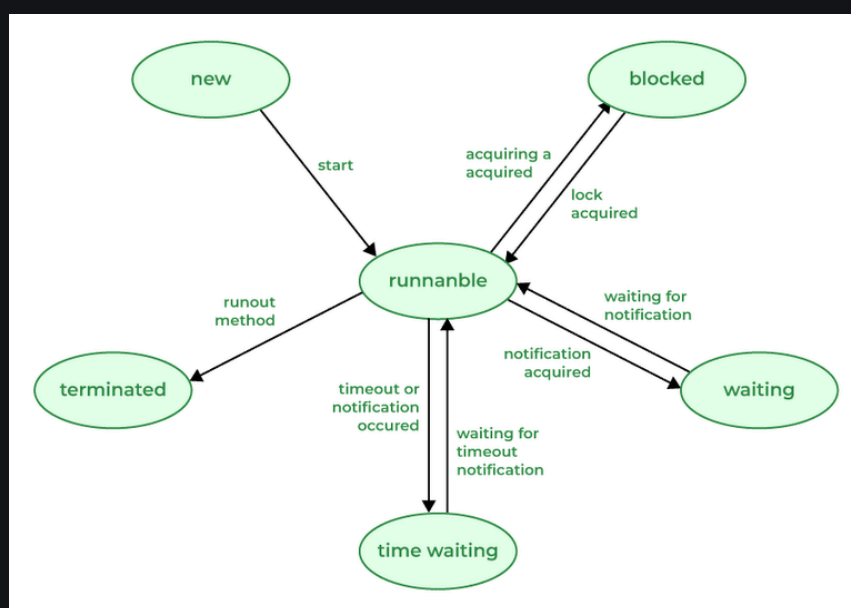 new
blocked
start
acquiring a
acquired
lock
acquired
runnanble
runout
method
waiting for
notification
notification
acquired
terminated
timeout or
notification
occured
waiting for
timeout
notification
waiting
time waiting